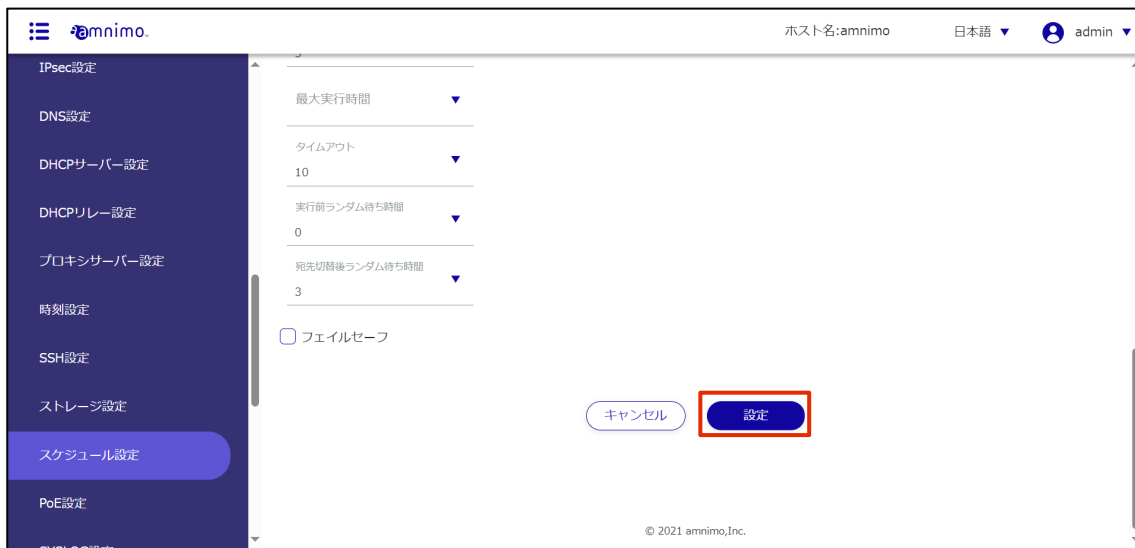 amnimo
ホスト名:amnimo
日本語 ▼
admin ▼
IPsec設定
DNS設定
DHCPサーバー設定
DHCPリレー設定
プロキシサーバー設定
時刻設定
SSH設定
ストレージ設定
スケジュール設定
PoE設定
最大実行時間
タイムアウト
10
実行前ランダム待ち時間
0
宛先切替後ランダム待ち時間
3
フェイルセーフ
キャンセル
設定
© 2021 amnimo,Inc.